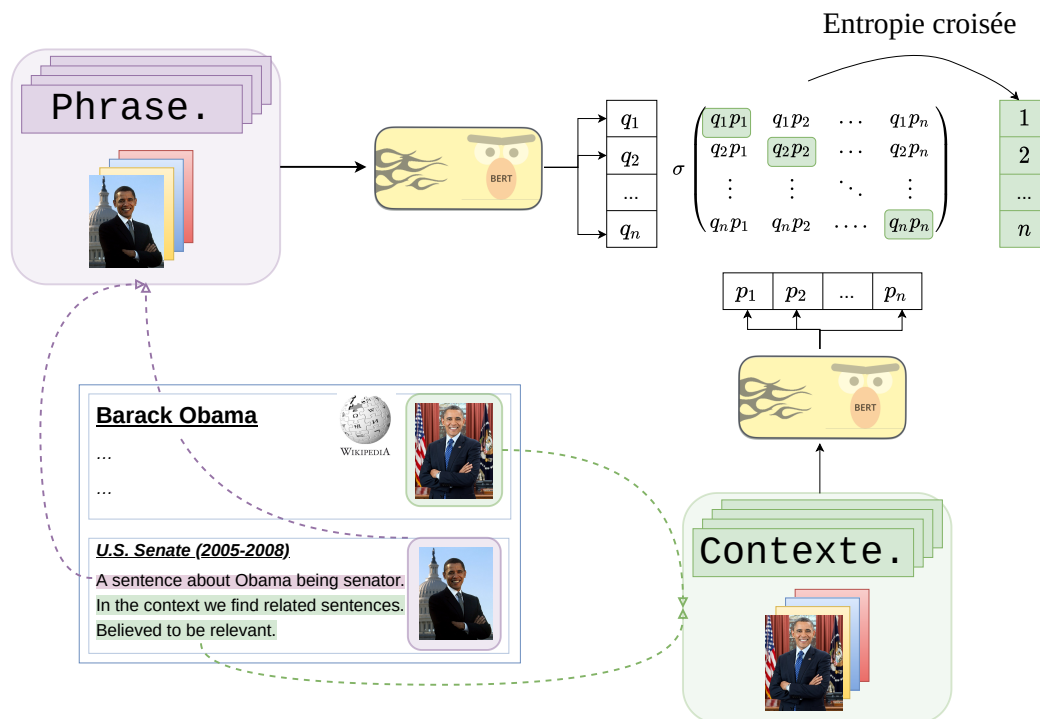 Entropie croisée
Phrase.
BERT
q1
q2
...
qn
σ
q1p1 q1p2 ... q1pn
q2p1 q2p2 ... q2pn
⋮ ⋮ ⋱ ⋮
qnp1 qnp2 .... qnpn
1
2
...
n
p1 p2 ... pn
BERT
Barack Obama
WIKIPEDIA
...
...
U.S. Senate (2005-2008)
A sentence about Obama being senator.
In the context we find related sentences.
Believed to be relevant.
Contexte.